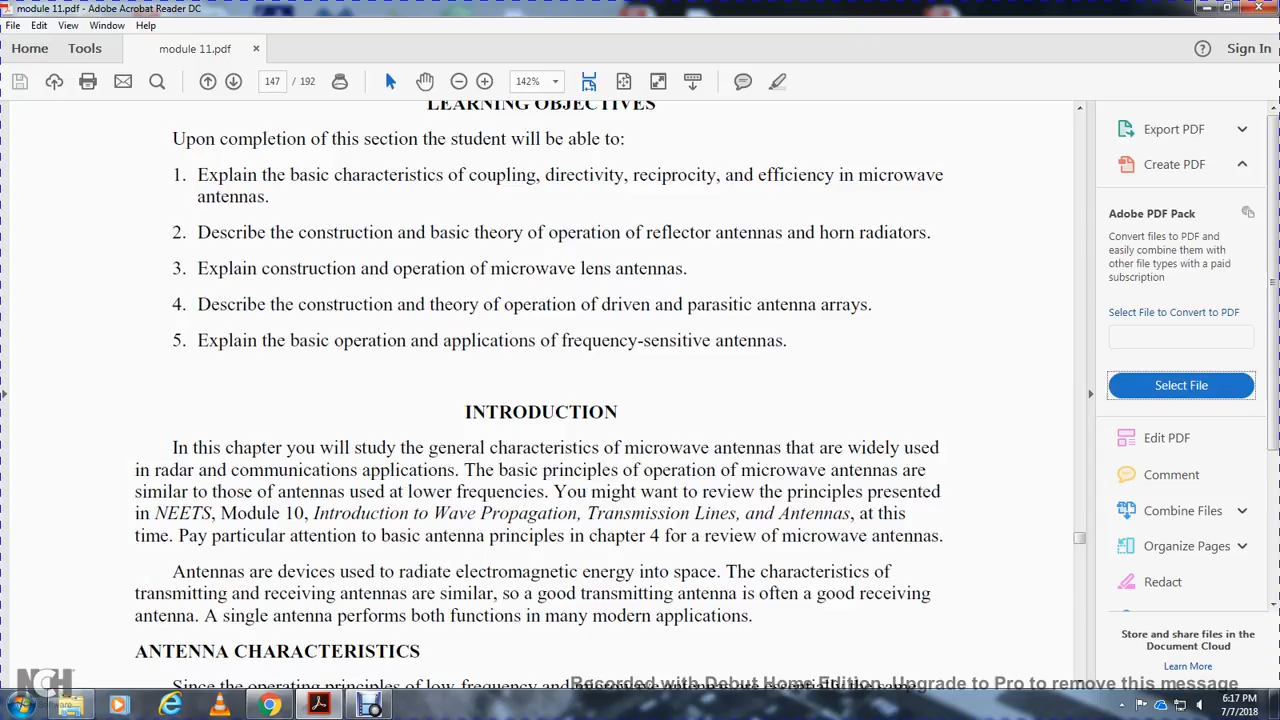 module 11.pdf - Adobe Acrobat Reader DC
File Edit View Window Help
Home Tools module 11.pdf × Sign In
147 / 192 142%
LEARNING OBJECTIVES
Upon completion of this section the student will be able to:
1. Explain the basic characteristics of coupling, directivity, reciprocity, and efficiency in microwave
antennas.
2. Describe the construction and basic theory of operation of reflector antennas and horn radiators.
3. Explain construction and operation of microwave lens antennas.
4. Describe the construction and theory of operation of driven and parasitic antenna arrays.
5. Explain the basic operation and applications of frequency-sensitive antennas.
INTRODUCTION
In this chapter you will study the general characteristics of microwave antennas that are widely used
in radar and communications applications. The basic principles of operation of microwave antennas are
similar to those of antennas used at lower frequencies. You might want to review the principles presented
in NEETS, Module 10, Introduction to Wave Propagation, Transmission Lines, and Antennas, at this
time. Pay particular attention to basic antenna principles in chapter 4 for a review of microwave antennas.
Antennas are devices used to radiate electromagnetic energy into space. The characteristics of
transmitting and receiving antennas are similar, so a good transmitting antenna is often a good receiving
antenna. A single antenna performs both functions in many modern applications.
ANTENNA CHARACTERISTICS
Since the operating principles of low-frequency and
Export PDF
Create PDF
Adobe PDF Pack
Convert files to PDF and
easily combine them with
other file types with a paid
subscription
Select File to Convert to PDF
Select File
Edit PDF
Comment
Combine Files
Organize Pages
Redact
Store and share files in the
Document Cloud
Learn More
NCH
Software
Recorded with Debut Home Edition. Upgrade to Pro to remove this message
6:17 PM
7/7/2018